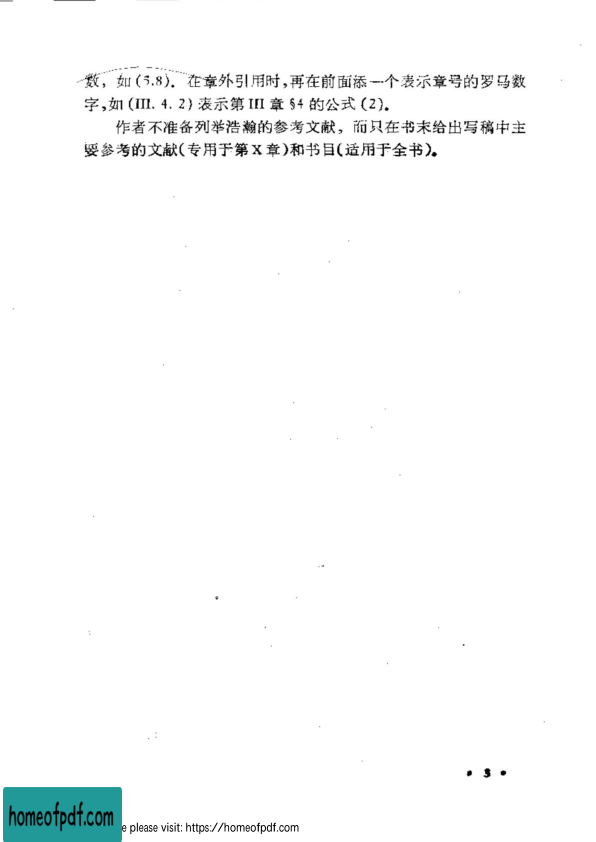 数，如(5.8)．在章外引用时，再在前面添一个表示章号的罗马数
字，如(III. 4. 2)表示第 III 章 §4 的公式(2)。
作者不准备列举浩瀚的参考文献，而只在书末给出写稿中主
要参考的文献(专用于第 X 章)和书目(适用于全书)。
• 3 •
homeofpdf.com
e please visit: https://homeofpdf.com